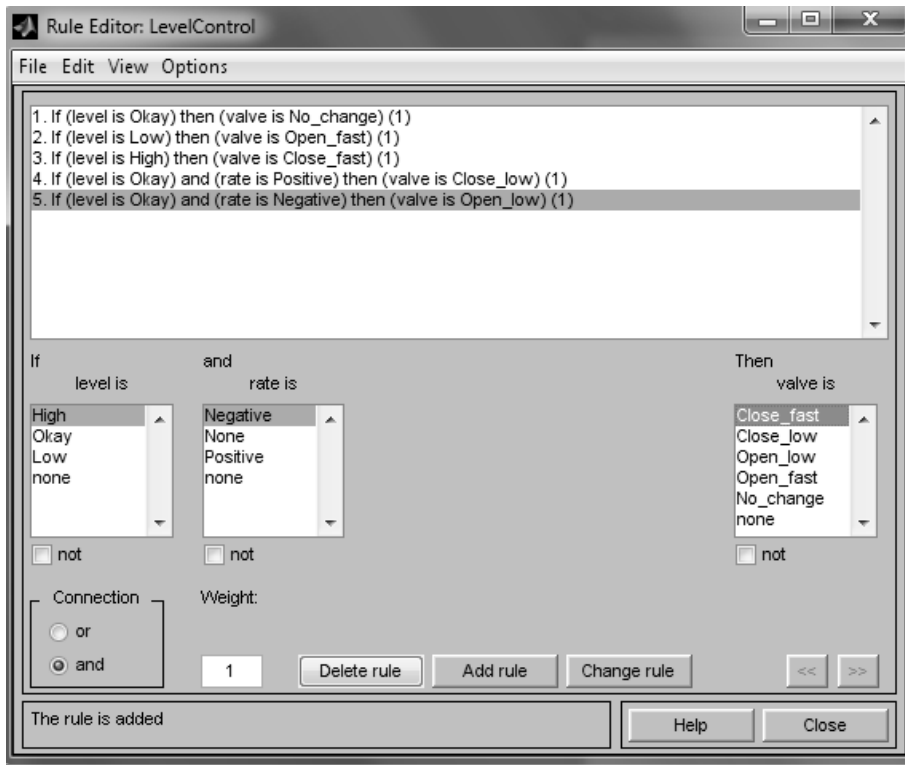 Rule Editor: LevelControl
File Edit View Options
1. If (level is Okay) then (valve is No_change) (1)
2. If (level is Low) then (valve is Open_fast) (1)
3. If (level is High) then (valve is Close_fast) (1)
4. If (level is Okay) and (rate is Positive) then (valve is Close_low) (1)
5. If (level is Okay) and (rate is Negative) then (valve is Open_low) (1)
If
level is
High
Okay
Low
none
not
and
rate is
Negative
None
Positive
none
not
Then
valve is
Close_fast
Close_low
Open_low
Open_fast
No_change
none
not
Connection
or
and
Weight:
1
Delete rule
Add rule
Change rule
<<
>>
The rule is added
Help
Close